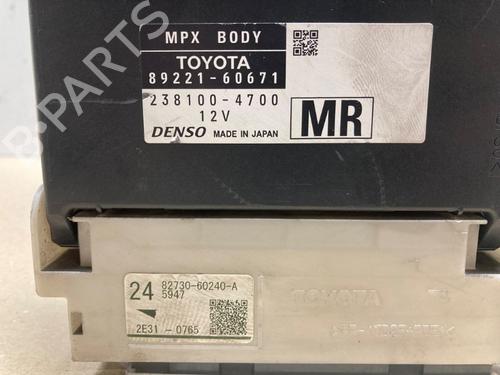 MPX BODY
TOYOTA
89221-60671
238100-4700
12V
DENSO MADE IN JAPAN
MR
B-PARTS
24 82730-60240-A
5947
2E31-0765
TOYOTA